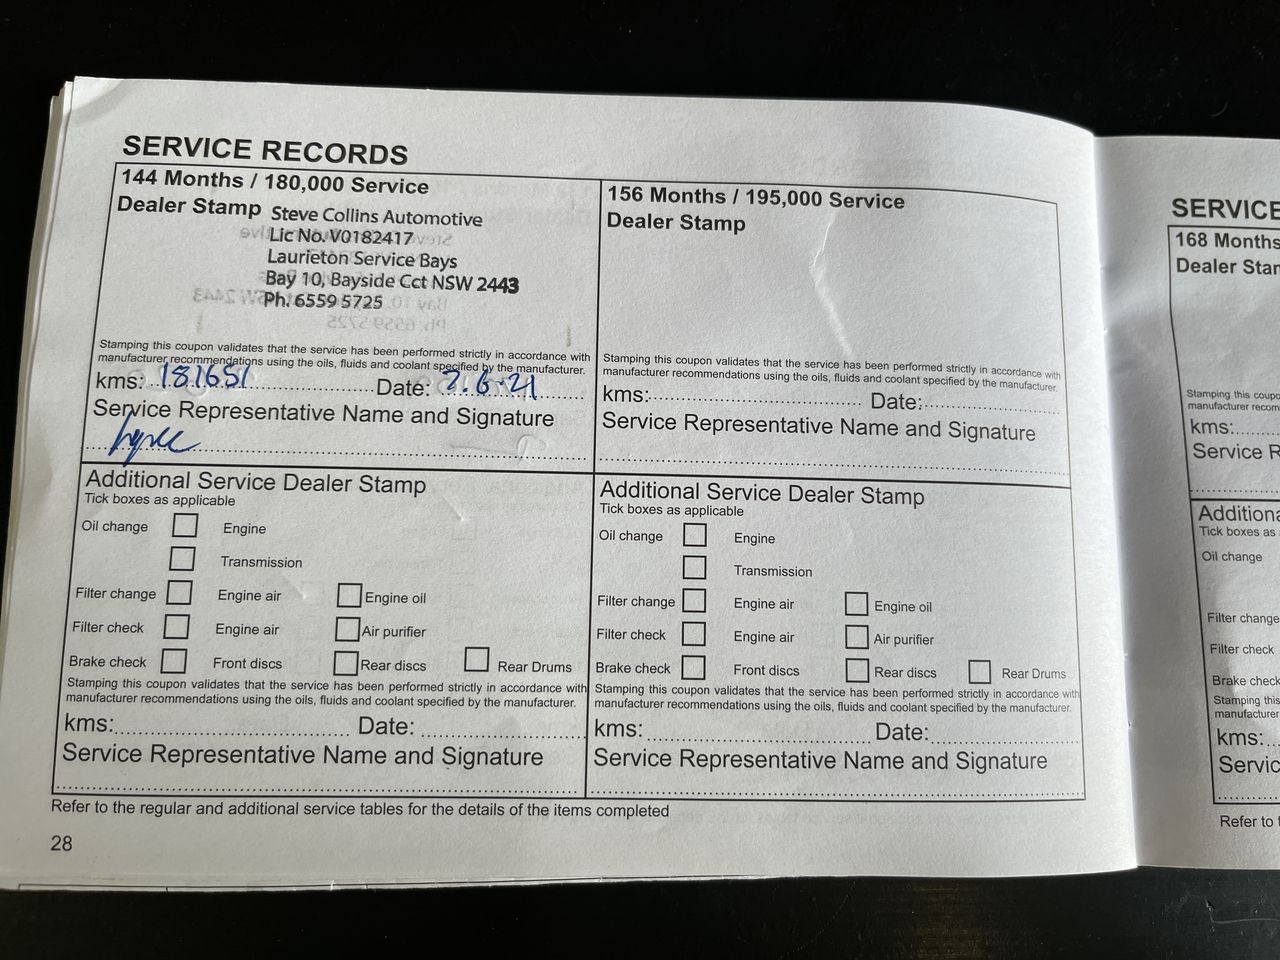 SERVICE RECORDS
144 Months / 180,000 Service
Dealer Stamp
Steve Collins Automotive
Lic No. V0182417
Laurieton Service Bays
Bay 10, Bayside Cct NSW 2443
Ph. 6559 5725
Stamping this coupon validates that the service has been performed strictly in accordance with
manufacturer recommendations using the oils, fluids and coolant specified by the manufacturer.
kms: 181651 Date: 2.6.21
Service Representative Name and Signature
Additional Service Dealer Stamp
Tick boxes as applicable
Oil change Engine
Transmission
Filter change Engine air Engine oil
Filter check Engine air Air purifier
Brake check Front discs Rear discs Rear Drums
Stamping this coupon validates that the service has been performed strictly in accordance with
manufacturer recommendations using the oils, fluids and coolant specified by the manufacturer.
kms: Date:
Service Representative Name and Signature
156 Months / 195,000 Service
Dealer Stamp
Stamping this coupon validates that the service has been performed strictly in accordance with
manufacturer recommendations using the oils, fluids and coolant specified by the manufacturer.
kms: Date:
Service Representative Name and Signature
Additional Service Dealer Stamp
Tick boxes as applicable
Oil change Engine
Transmission
Filter change Engine air Engine oil
Filter check Engine air Air purifier
Brake check Front discs Rear discs Rear Drums
Stamping this coupon validates that the service has been performed strictly in accordance with
manufacturer recommendations using the oils, fluids and coolant specified by the manufacturer.
kms: Date:
Service Representative Name and Signature
Refer to the regular and additional service tables for the details of the items completed
28
SERVICE
168 Months
Dealer
Stamping this
manufacturer
kms:
Service
Tick boxes as
Oil change
Filter change
Filter check
Brake check
Stamping this
manufacturer
kms:
Refer to